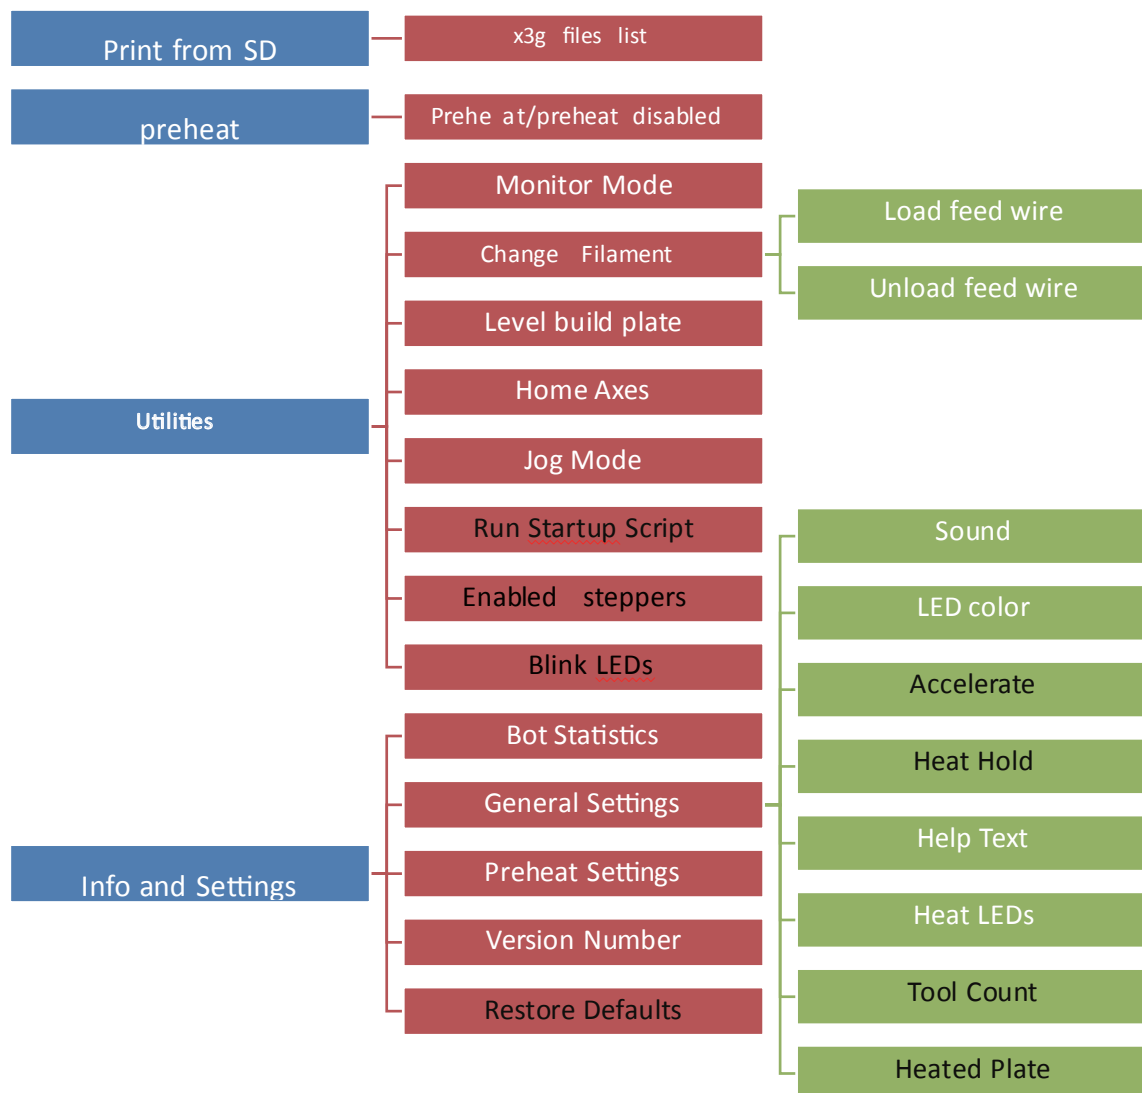 Print from SD
x3g files list
preheat
Prehe at/preheat disabled
Utilities
Monitor Mode
Change Filament
Load feed wire
Unload feed wire
Level build plate
Home Axes
Jog Mode
Run Startup Script
Enabled steppers
Blink LEDs
Info and Settings
Bot Statistics
General Settings
Sound
LED color
Accelerate
Heat Hold
Help Text
Heat LEDs
Tool Count
Heated Plate
Preheat Settings
Version Number
Restore Defaults